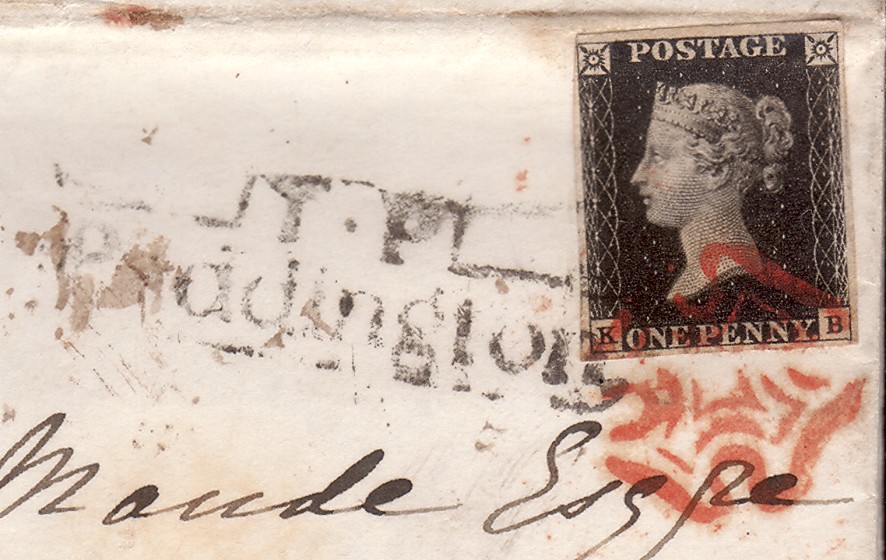 POSTAGE
K ONE PENNY. B
T.P
Paddington
Maude Esqre